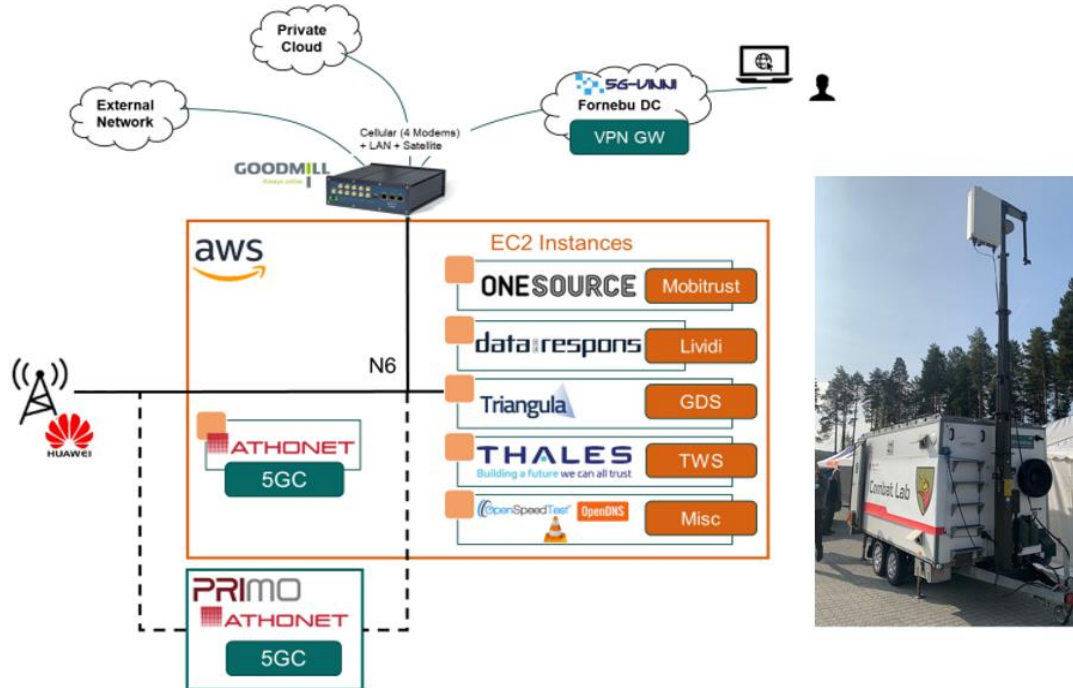 Private
Cloud
External
Network
5G-VINNI
Fornebu DC
VPN GW
Cellular (4 Modems)
+ LAN + Satellite
GOODMILL
Always online
aws
EC2 Instances
ONESOURCE
Mobitrust
data respons
Lividi
N6
Triangula
GDS
HUAWEI
ATHONET
5GC
THALES
Building a future we can all trust
TWS
OpenSpeedTest
OpenDNS
Misc
PRIMO
ATHONET
5GC
Combat Lab